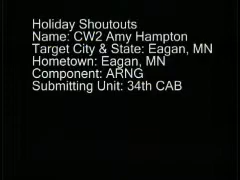 Holiday Shoutouts
Name: CW2 Amy Hampton
Target City & State: Eagan, MN
Hometown: Eagan, MN
Component: ARNG
Submitting Unit: 34th CAB